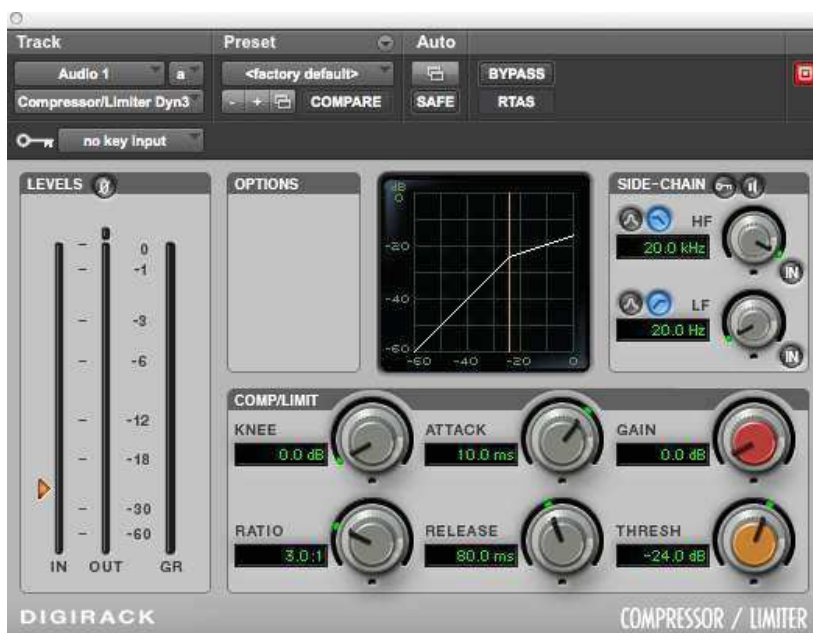 Track Preset Auto
Audio 1 a <factory default> BYPASS
Compressor/Limiter Dyn3 - + COMPARE SAFE RTAS
no key input
LEVELS
0
-1
-3
-6
-12
-18
-30
-60
IN OUT GR
OPTIONS
dB
0
-20
-40
-60
-60 -40 -20 0
SIDE-CHAIN
HF
20.0 kHz
IN
LF
20.0 Hz
IN
COMP/LIMIT
KNEE ATTACK GAIN
0.0 dB 10.0 ms 0.0 dB
RATIO RELEASE THRESH
3.0:1 80.0 ms -24.0 dB
DIGIRACK COMPRESSOR / LIMITER